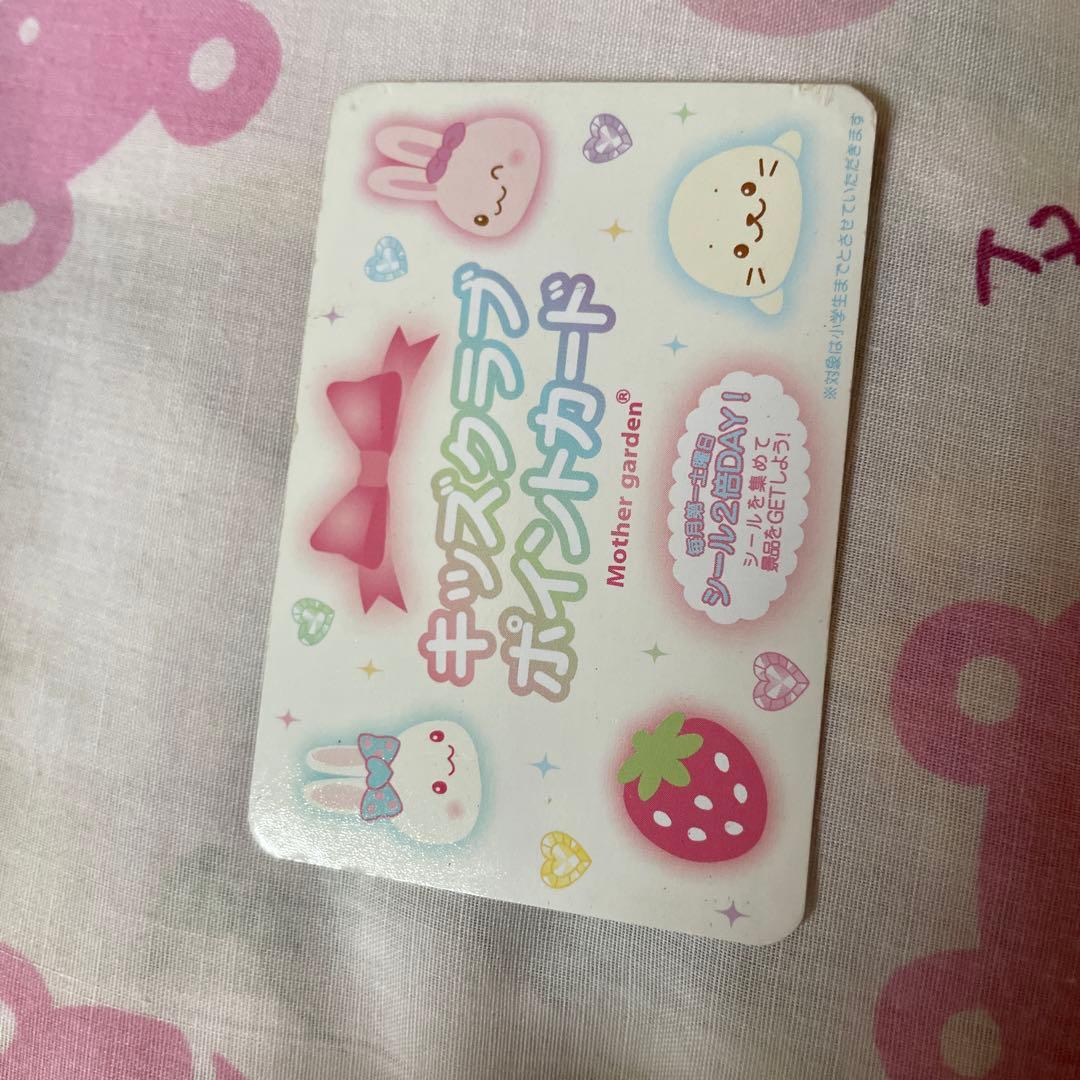 キッズクラブ
ポイントカード
Mother garden®
毎月第一土曜日
シール2倍DAY!
シールを集めて
景品をGETしよう!
※対象は小学生までとさせていただきます